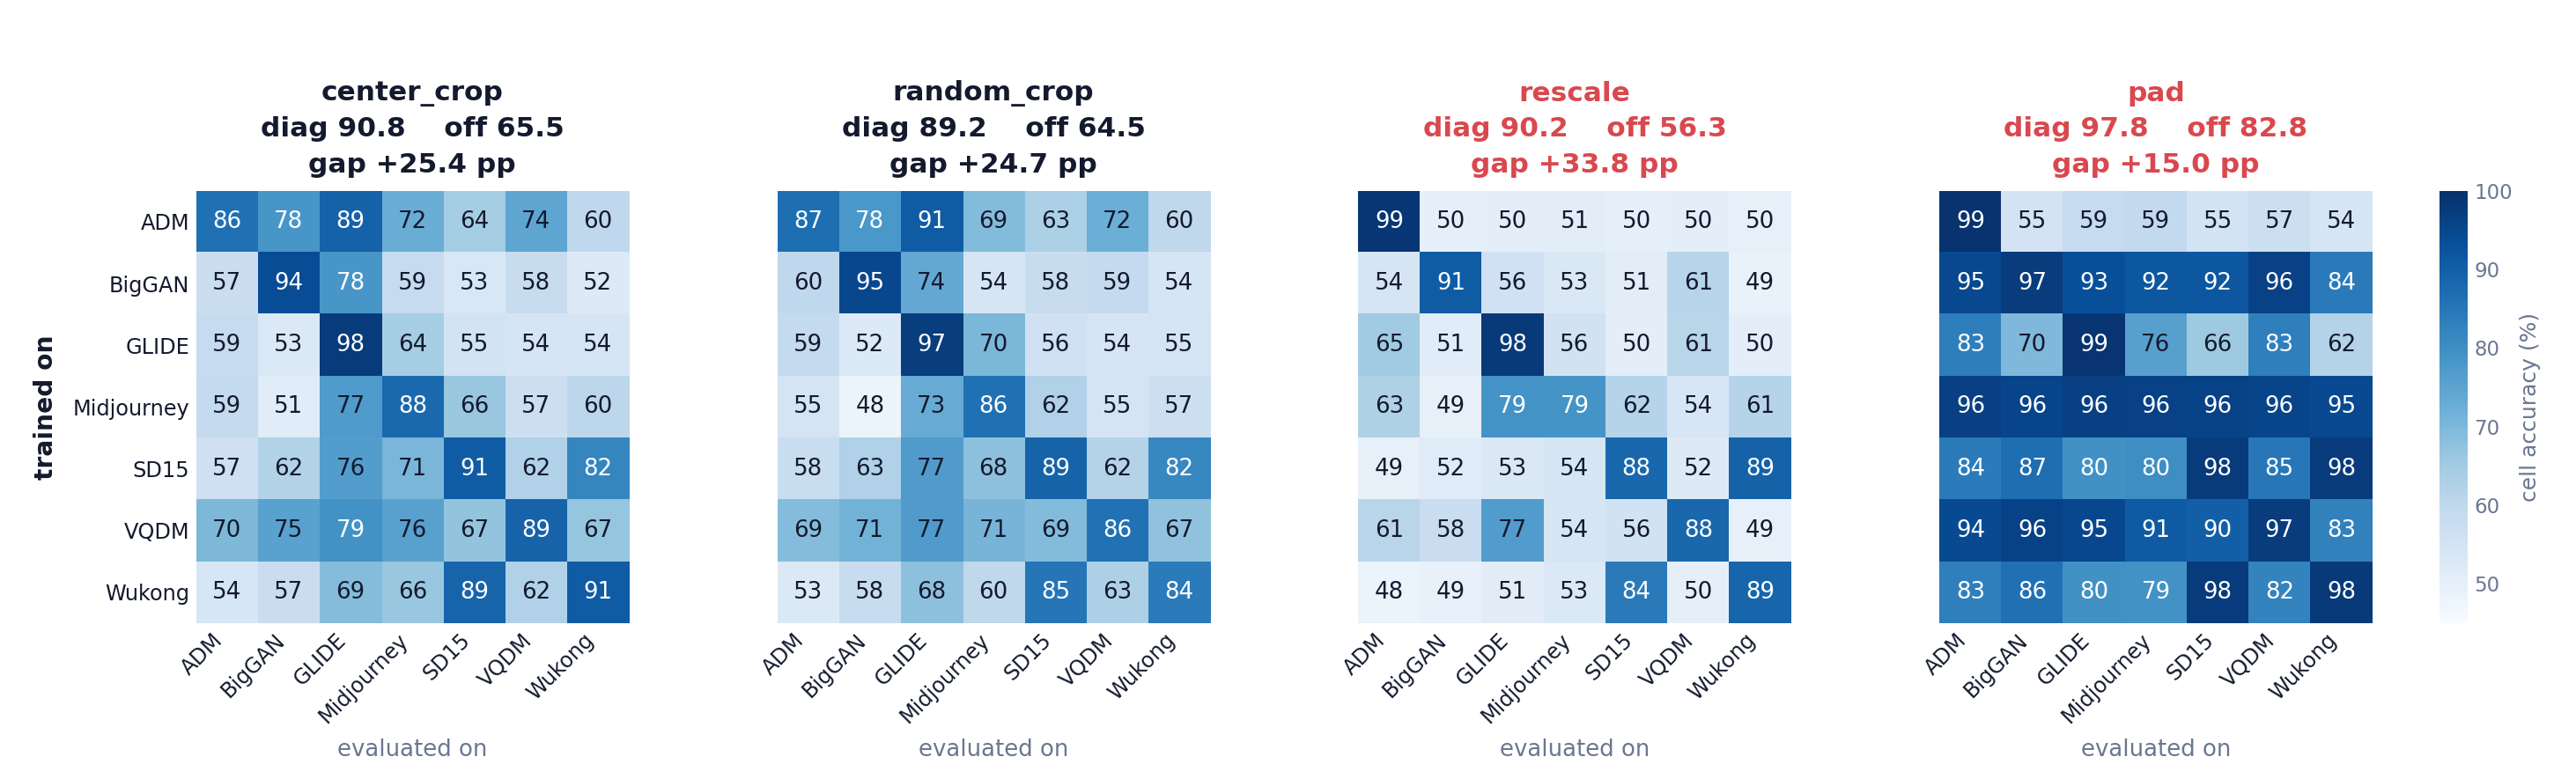 center_crop
diag 90.8 off 65.5
gap +25.4 pp
random_crop
diag 89.2 off 64.5
gap +24.7 pp
rescale
diag 90.2 off 56.3
gap +33.8 pp
pad
diag 97.8 off 82.8
gap +15.0 pp
trained on
ADM 86 78 89 72 64 74 60
BigGAN 57 94 78 59 53 58 52
GLIDE 59 53 98 64 55 54 54
Midjourney 59 51 77 88 66 57 60
SD15 57 62 76 71 91 62 82
VQDM 70 75 79 76 67 89 67
Wukong 54 57 69 66 89 62 91
ADM BigGAN GLIDE Midjourney SD15 VQDM Wukong
evaluated on
87 78 91 69 63 72 60
60 95 74 54 58 59 54
59 52 97 70 56 54 55
55 48 73 86 62 55 57
58 63 77 68 89 62 82
69 71 77 71 69 86 67
53 58 68 60 85 63 84
ADM BigGAN GLIDE Midjourney SD15 VQDM Wukong
evaluated on
99 50 50 51 50 50 50
54 91 56 53 51 61 49
65 51 98 56 50 61 50
63 49 79 79 62 54 61
49 52 53 54 88 52 89
61 58 77 54 56 88 49
48 49 51 53 84 50 89
ADM BigGAN GLIDE Midjourney SD15 VQDM Wukong
evaluated on
99 55 59 59 55 57 54
95 97 93 92 92 96 84
83 70 99 76 66 83 62
96 96 96 96 96 96 95
84 87 80 80 98 85 98
94 96 95 91 90 97 83
83 86 80 79 98 82 98
ADM BigGAN GLIDE Midjourney SD15 VQDM Wukong
evaluated on
100
90
80
70
60
50
cell accuracy (%)